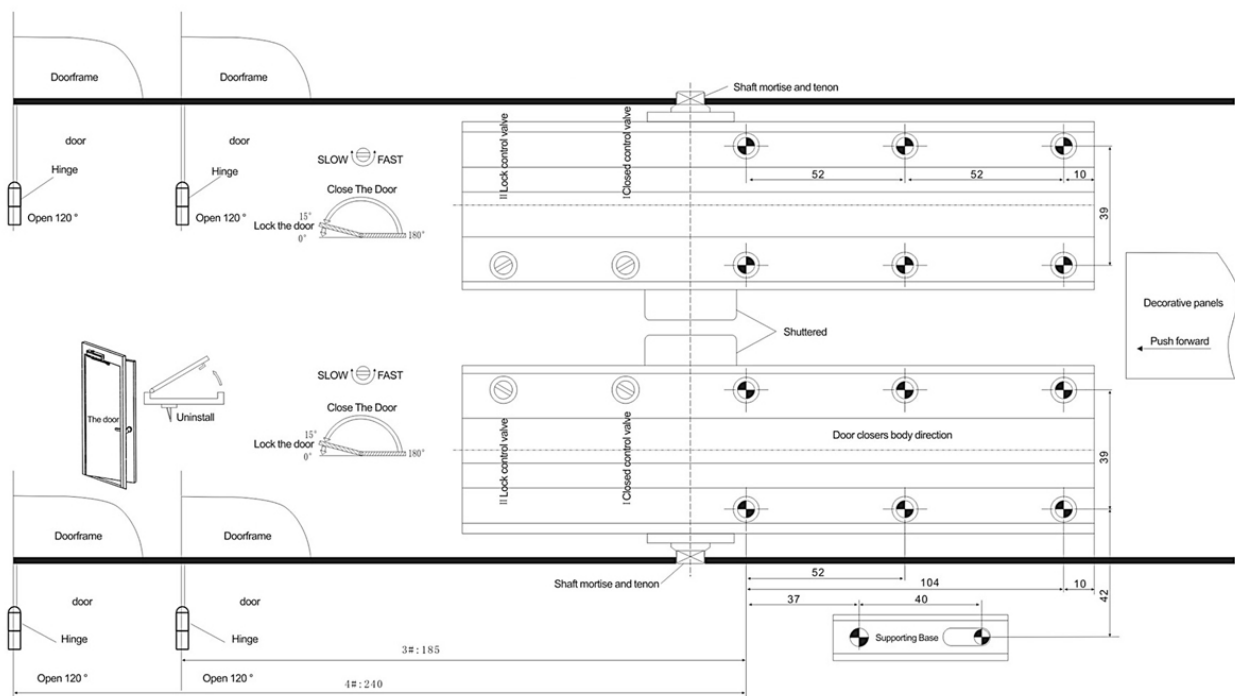 Doorframe
Doorframe
Shaft mortise and tenon
door
door
Hinge
Hinge
Open 120 °
Open 120 °
SLOW
FAST
Close The Door
15°
Lock the door
0°
180°
II Lock control valve
I Closed control valve
52
52
10
39
Decorative panels
Push forward
Shuttered
SLOW
FAST
Close The Door
15°
Lock the door
0°
180°
The door
Uninstall
II Lock control valve
I Closed control valve
Door closers body direction
39
Doorframe
Doorframe
Shaft mortise and tenon
52
104
10
42
37
40
Supporting Base
door
door
Hinge
Hinge
3#:185
Open 120 °
Open 120 °
4#:240